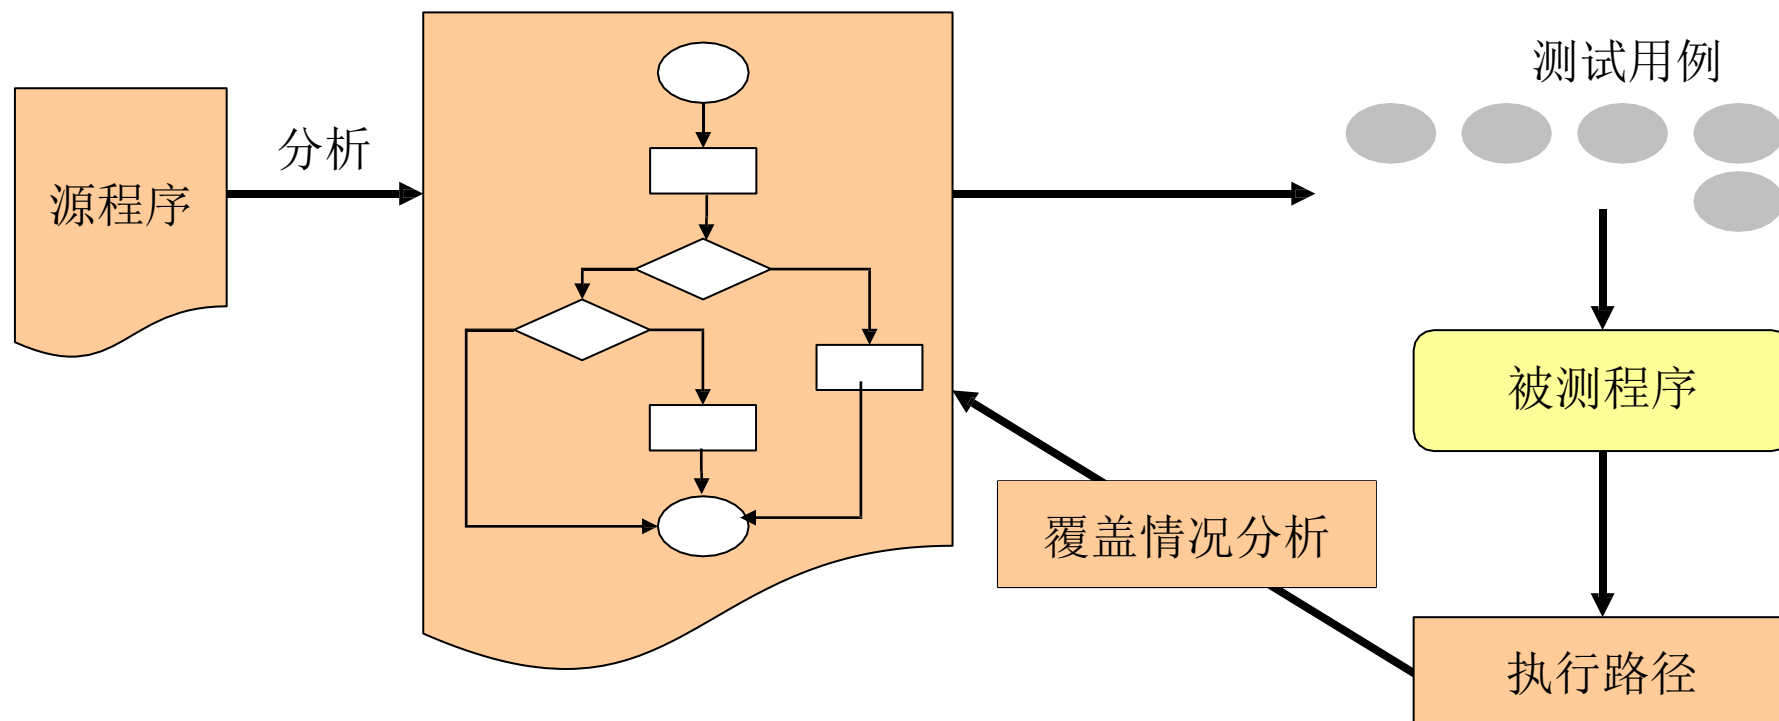 测试用例
分析
源程序
被测程序
覆盖情况分析
执行路径